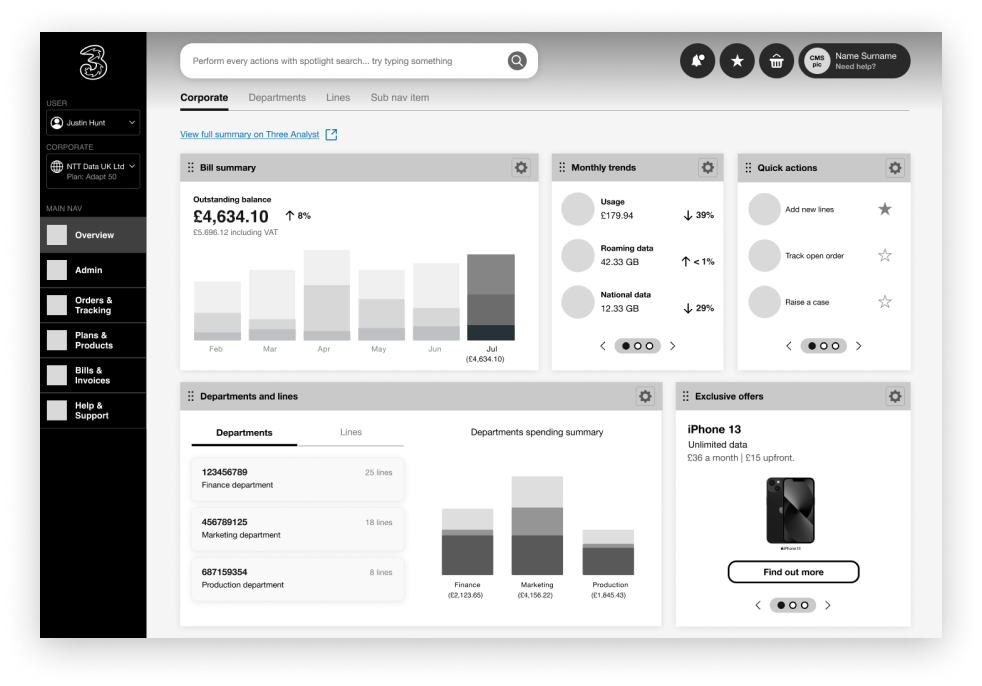 3
Perform every actions with spotlight search... try typing something
CMS
pic
Name Surname
Need help?
USER
Justin Hunt
CORPORATE
NTT Data UK Ltd
Plan: Adapt 50
MAIN NAV
Overview
Admin
Orders &
Tracking
Plans &
Products
Bills &
Invoices
Help &
Support
Corporate
Departments
Lines
Sub nav item
View full summary on Three Analyst
Bill summary
Outstanding balance
£4,634.10
8%
£5.696.12 including VAT
Feb
Mar
Apr
May
Jun
Jul
(£4,634.10)
Monthly trends
Usage
£179.94
39%
Roaming data
42.33 GB
< 1%
National data
12.33 GB
29%
Quick actions
Add new lines
Track open order
Raise a case
Departments and lines
Departments
Lines
123456789
25 lines
Finance department
456789125
18 lines
Marketing department
687159354
8 lines
Production department
Departments spending summary
Finance
(£2,123.65)
Marketing
(£4,156.22)
Production
(£1,845.43)
Exclusive offers
iPhone 13
Unlimited data
£36 a month | £15 upfront.
iPhone 13
Find out more